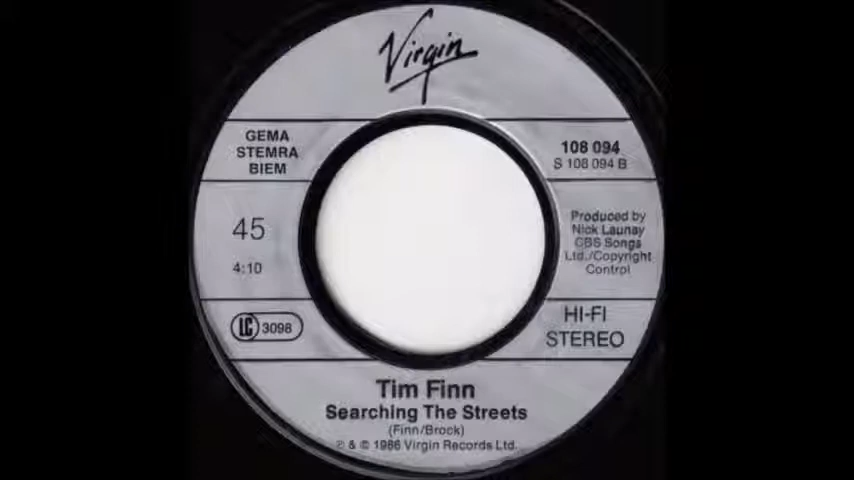 Virgin
GEMA
STEMRA
BIEM
108 094
S 108 094 B
45
4:10
Produced by
Nick Launay
CBS Songs
Ltd./Copyright
Control
LC 3098
HI-FI
STEREO
Tim Finn
Searching The Streets
(Finn/Brock)
℗ & © 1986 Virgin Records Ltd.